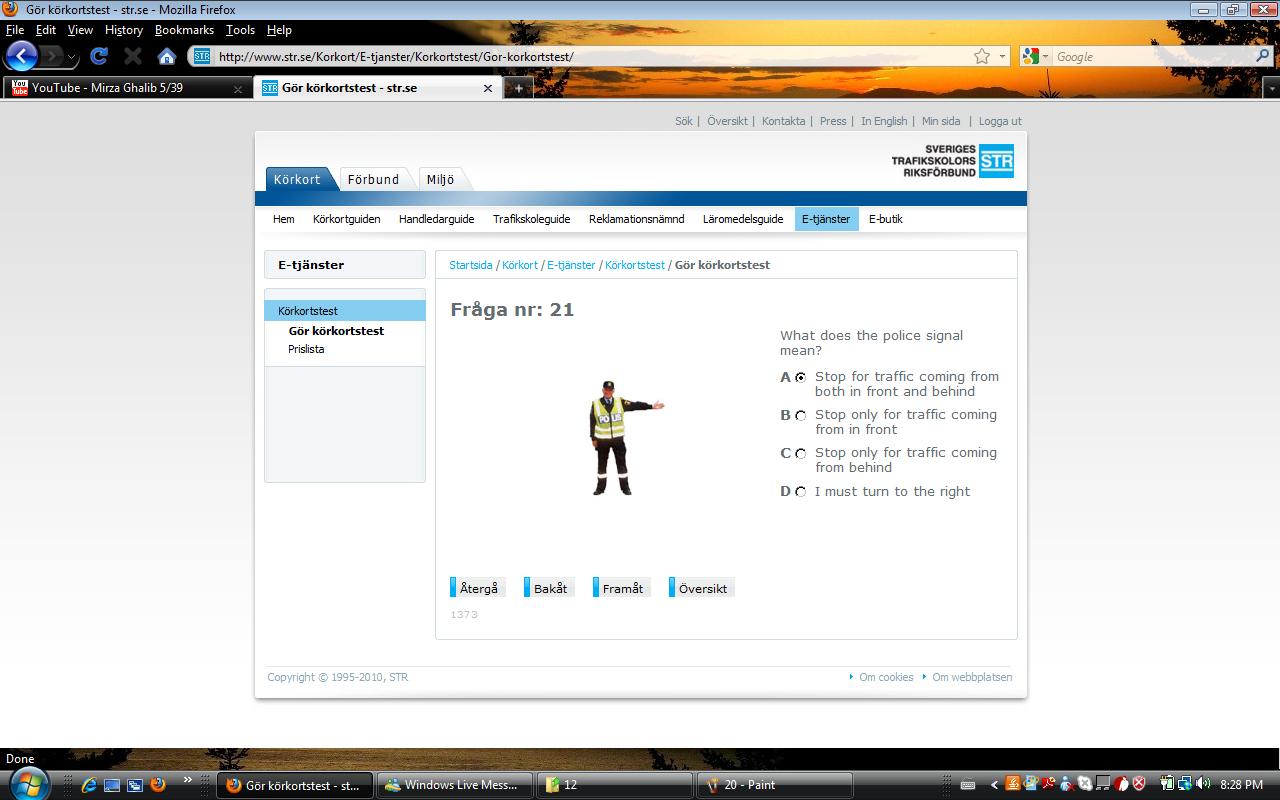 Gör körkortstest - str.se - Mozilla Firefox
File Edit View History Bookmarks Tools Help
STR http://www.str.se/Korkort/E-tjanster/Korkortstest/Gor-korkortstest/ Google
YouTube - Mirza Ghalib 5/39 Gör körkortstest - str.se
Sök | Översikt | Kontakta | Press | In English | Min sida | Logga ut
SVERIGES
TRAFIKSKOLORS
RIKSFÖRBUND
STR
Körkort Förbund Miljö
Hem Körkortguiden Handledarguide Trafikskoleguide Reklamationsnämnd Läromedelsguide E-tjänster E-butik
E-tjänster
Körkortstest
Gör körkortstest
Prislista
Startsida / Körkort / E-tjänster / Körkortstest / Gör körkortstest
Fråga nr: 21
POLIS
What does the police signal
mean?
A Stop for traffic coming from
both in front and behind
B Stop only for traffic coming
from in front
C Stop only for traffic coming
from behind
D I must turn to the right
Återgå Bakåt Framåt Översikt
1373
Copyright © 1995-2010, STR
Om cookies Om webbplatsen
Done
Gör körkortstest - st... Windows Live Mess... 12 20 - Paint 8:28 PM